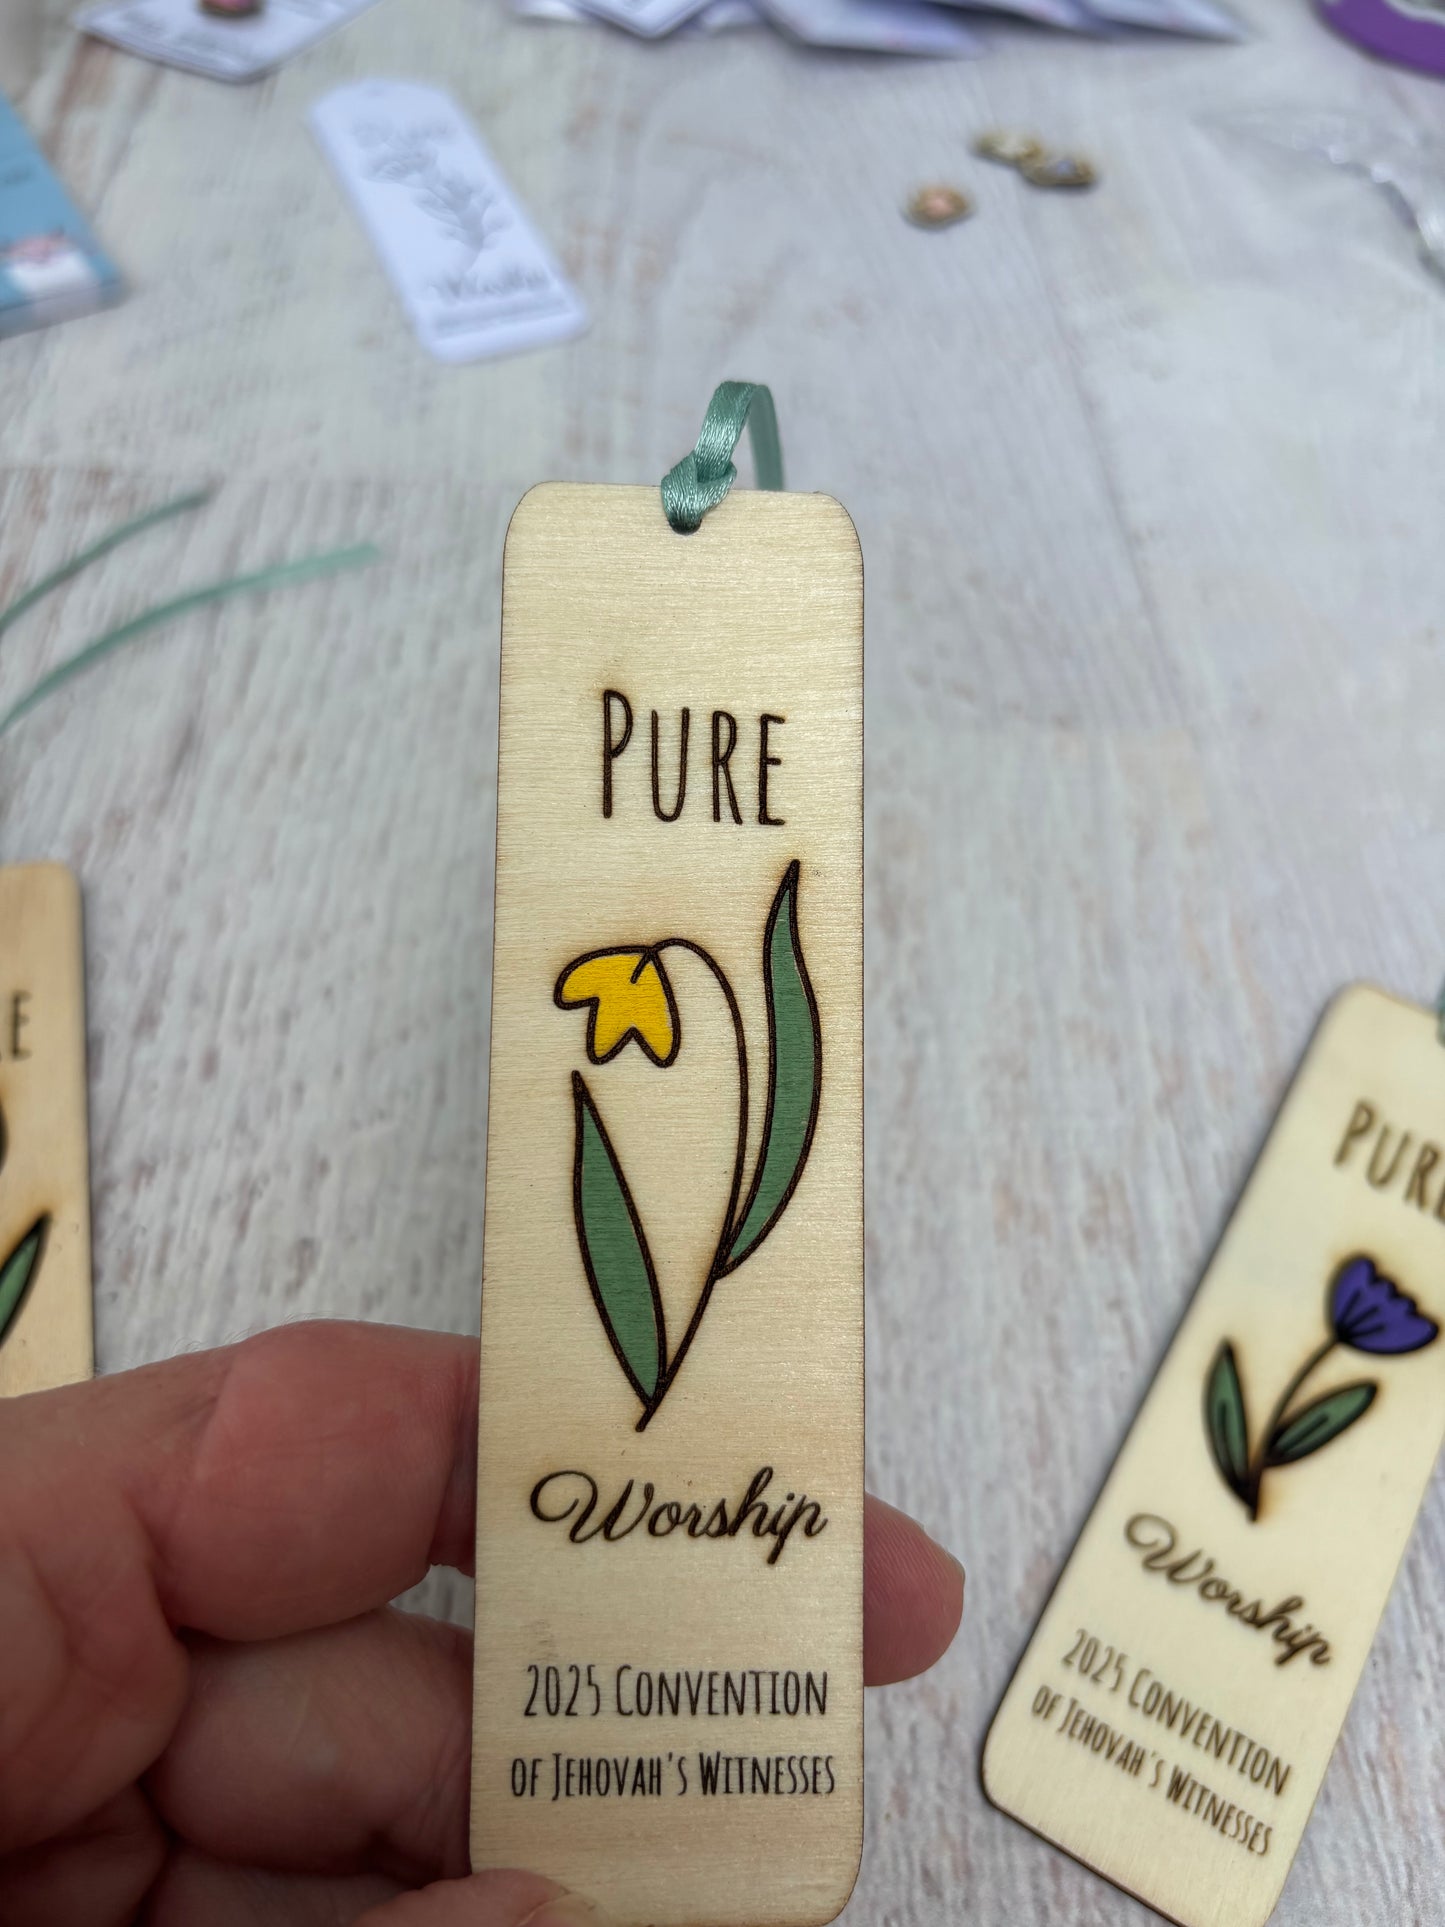 Pure
Worship
2025 Convention
of Jehovah's Witnesses
Pure
Worship
2025 Convention
of Jehovah's Witnesses